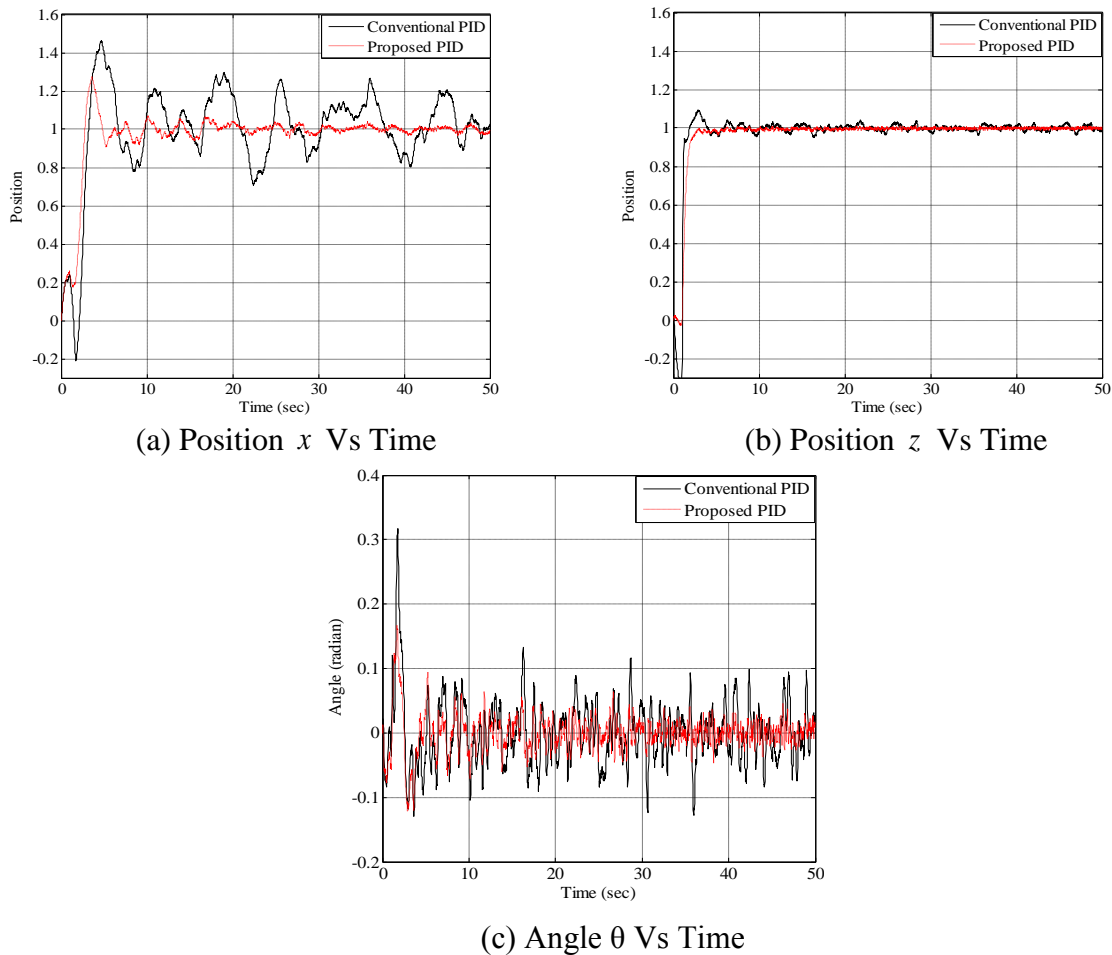 1.6
Conventional PID
Proposed PID
1.4
1.2
1
0.8
0.6
0.4
0.2
0
-0.2
Position
0 10 20 30 40 50
Time (sec)
(a) Position x Vs Time
1.6
Conventional PID
Proposed PID
1.4
1.2
1
0.8
0.6
0.4
0.2
0
-0.2
Position
0 10 20 30 40 50
Time (sec)
(b) Position z Vs Time
0.4
Conventional PID
Proposed PID
0.3
0.2
0.1
0
-0.1
-0.2
Angle (radian)
0 10 20 30 40 50
Time (sec)
(c) Angle θ Vs Time